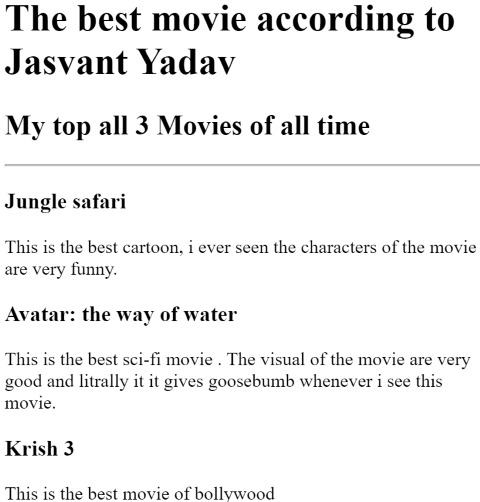 The best movie according to
Jasvant Yadav
My top all 3 Movies of all time
Jungle safari
This is the best cartoon, i ever seen the characters of the movie
are very funny.
Avatar: the way of water
This is the best sci-fi movie . The visual of the movie are very
good and litrally it it gives goosebumb whenever i see this
movie.
Krish 3
This is the best movie of bollywood